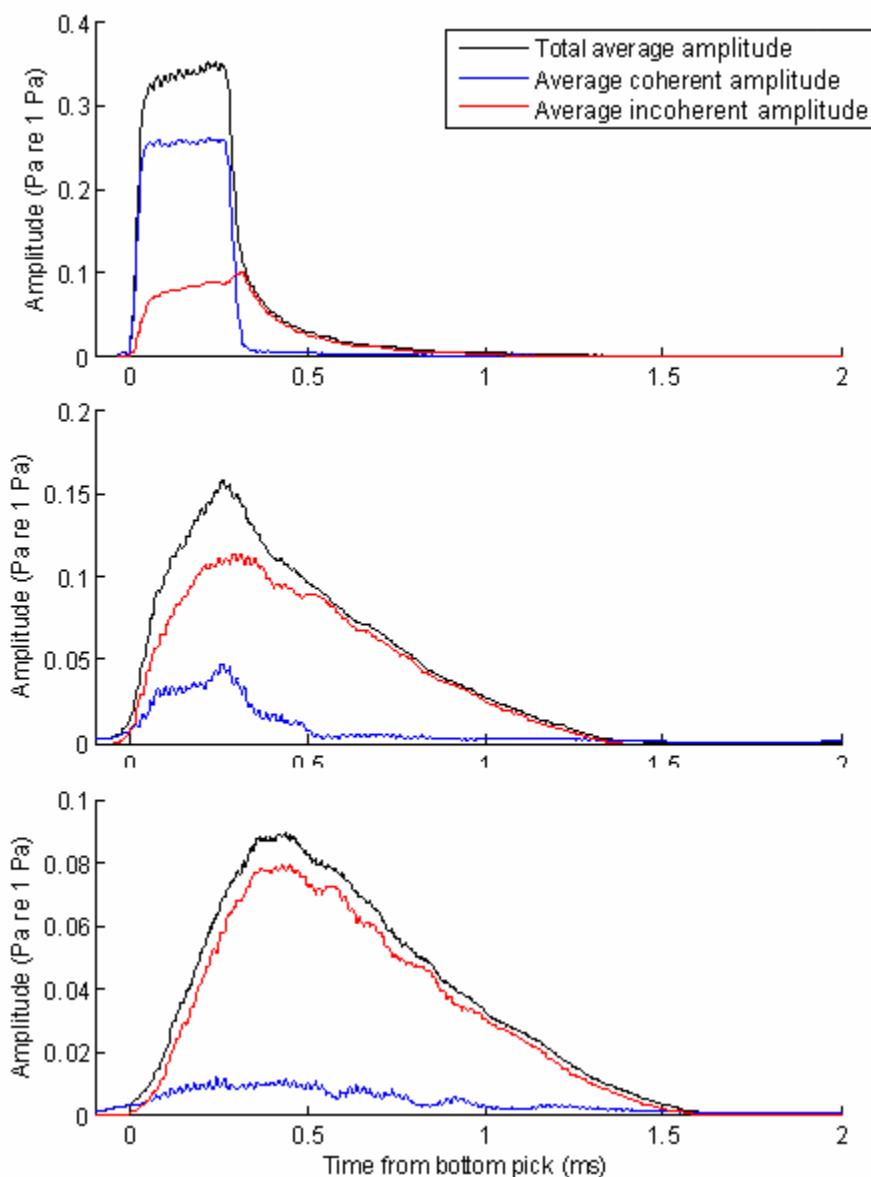 0.4
Total average amplitude
Average coherent amplitude
Average incoherent amplitude
0.3
0.2
0.1
0
Amplitude (Pa re 1 Pa)
0 0.5 1 1.5 2
0.2
0.15
0.1
0.05
0
Amplitude (Pa re 1 Pa)
0 0.5 1 1.5 2
0.1
0.08
0.06
0.04
0.02
0
Amplitude (Pa re 1 Pa)
0 0.5 1 1.5 2
Time from bottom pick (ms)